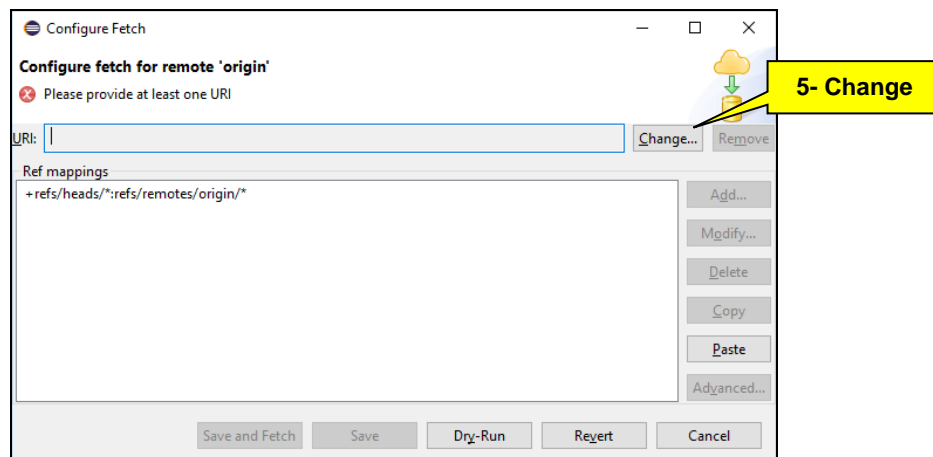 Configure Fetch
Configure fetch for remote 'origin'
Please provide at least one URI
5- Change
URI:
Change...
Remove
Ref mappings
+refs/heads/*:refs/remotes/origin/*
Add...
Modify...
Delete
Copy
Paste
Advanced...
Save and Fetch
Save
Dry-Run
Revert
Cancel